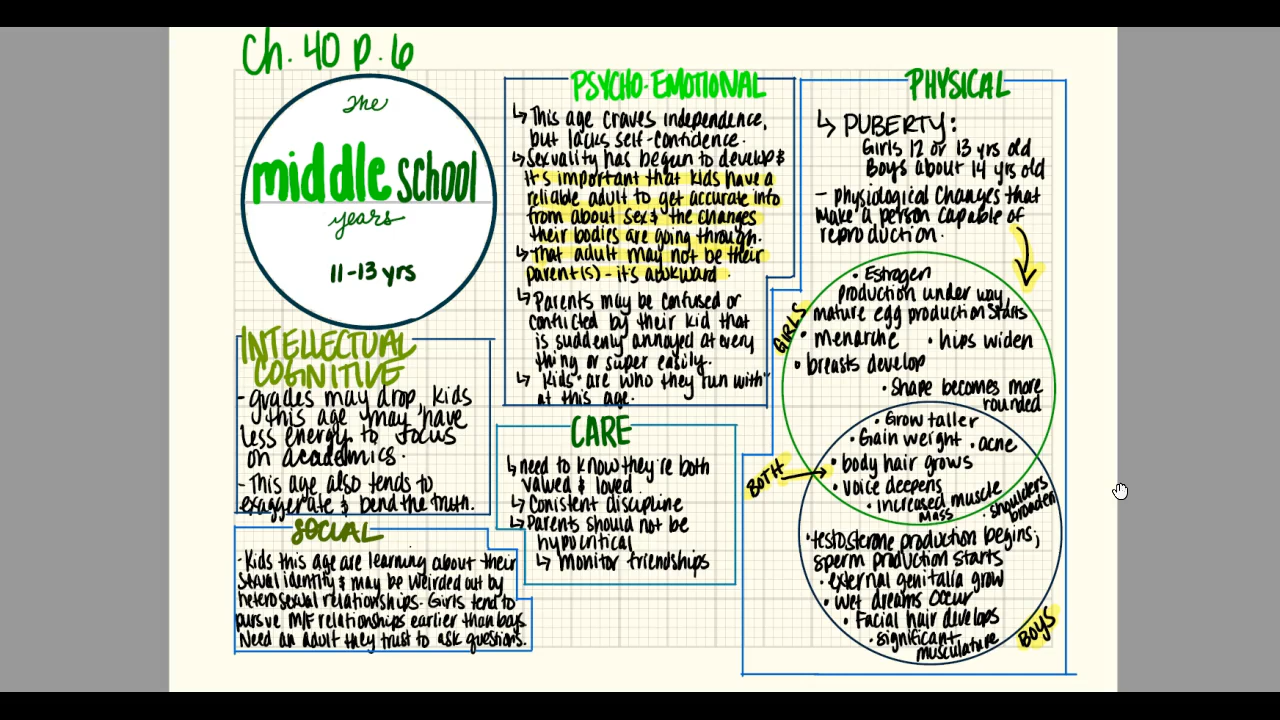 Ch. 40 p. 6
The
middle school
years
11-13 yrs
INTELLECTUAL
COGNITIVE
- grades may drop, kids
this age may have
less energy to focus
on academics.
- This age also tends to
exaggerate & bend the truth.
SOCIAL
- Kids this age are learning about their
sexual identity & may be weirded out by
heterosexual relationships. Girls tend to
pursue M/F relationships earlier than boys.
Need an adult they trust to ask questions.
PSYCHO-EMOTIONAL
↳ This age craves independence,
but lacks self-confidence.
↳ Sexuality has begun to develop &
it's important that kids have a
reliable adult to get accurate info
from about sex & the changes
their bodies are going through.
↳ That adult may not be their
parent(s) - it's awkward.
↳ Parents may be confused or
conflicted by their kid that
is suddenly annoyed at every
thing or super easily.
↳ "Kids are who they run with"
at this age.
CARE
↳ need to know they're both
valued & loved
↳ Consistent discipline
↳ Parents should not be
hypocritical
↳ Monitor friendships
PHYSICAL
↳ PUBERTY:
Girls 12 or 13 yrs old
Boys about 14 yrs old
- physiological changes that
make a person capable of
reproduction.
GIRLS
• Estrogen
production under way
mature egg production starts
• menarche • hips widen
• breasts develop
• Shape becomes more
rounded
BOTH
• Grow taller
• Gain weight • acne
• body hair grows
• voice deepens
• increased muscle
mass
• shoulders
broaden
• testosterone production begins;
sperm production starts
• external genitalia grow
• wet dreams occur
• Facial hair develops
• significant
musculature
BOYS